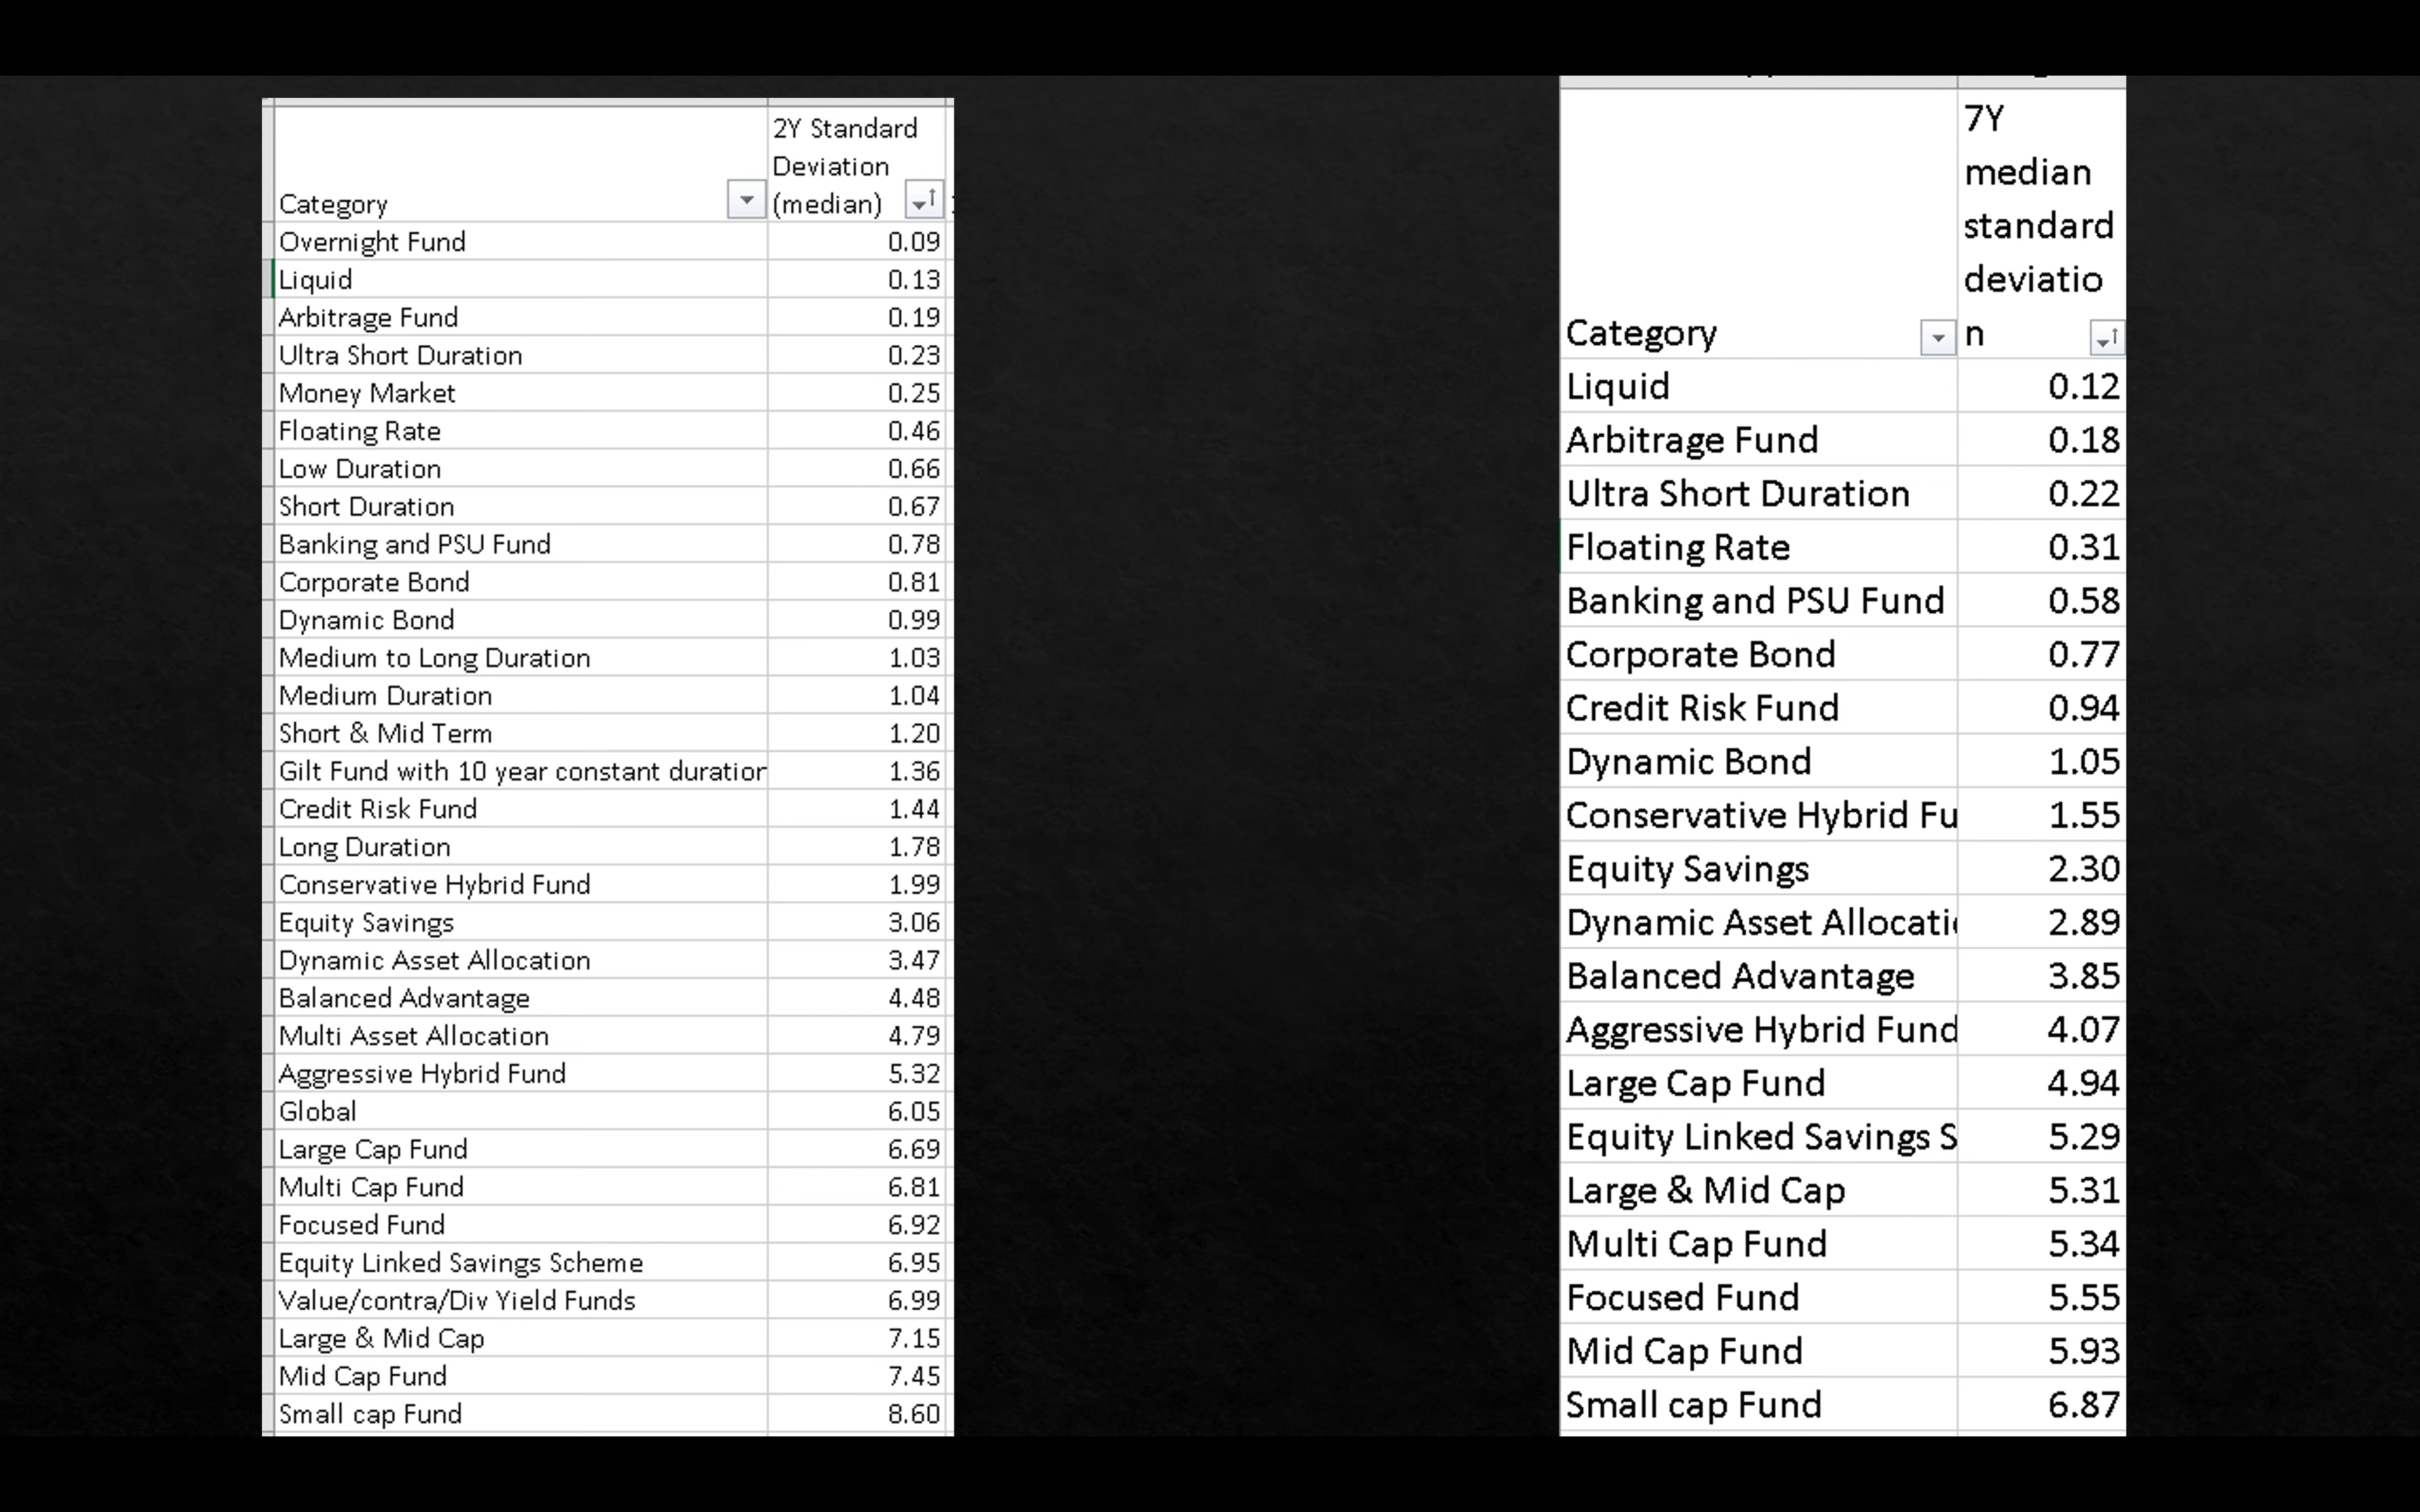 2Y Standard
Deviation
Category (median)
Overnight Fund 0.09
Liquid 0.13
Arbitrage Fund 0.19
Ultra Short Duration 0.23
Money Market 0.25
Floating Rate 0.46
Low Duration 0.66
Short Duration 0.67
Banking and PSU Fund 0.78
Corporate Bond 0.81
Dynamic Bond 0.99
Medium to Long Duration 1.03
Medium Duration 1.04
Short & Mid Term 1.20
Gilt Fund with 10 year constant duration 1.36
Credit Risk Fund 1.44
Long Duration 1.78
Conservative Hybrid Fund 1.99
Equity Savings 3.06
Dynamic Asset Allocation 3.47
Balanced Advantage 4.48
Multi Asset Allocation 4.79
Aggressive Hybrid Fund 5.32
Global 6.05
Large Cap Fund 6.69
Multi Cap Fund 6.81
Focused Fund 6.92
Equity Linked Savings Scheme 6.95
Value/contra/Div Yield Funds 6.99
Large & Mid Cap 7.15
Mid Cap Fund 7.45
Small cap Fund 8.60
7Y
median
standard
deviatio
Category n
Liquid 0.12
Arbitrage Fund 0.18
Ultra Short Duration 0.22
Floating Rate 0.31
Banking and PSU Fund 0.58
Corporate Bond 0.77
Credit Risk Fund 0.94
Dynamic Bond 1.05
Conservative Hybrid Fu 1.55
Equity Savings 2.30
Dynamic Asset Allocati 2.89
Balanced Advantage 3.85
Aggressive Hybrid Fund 4.07
Large Cap Fund 4.94
Equity Linked Savings S 5.29
Large & Mid Cap 5.31
Multi Cap Fund 5.34
Focused Fund 5.55
Mid Cap Fund 5.93
Small cap Fund 6.87